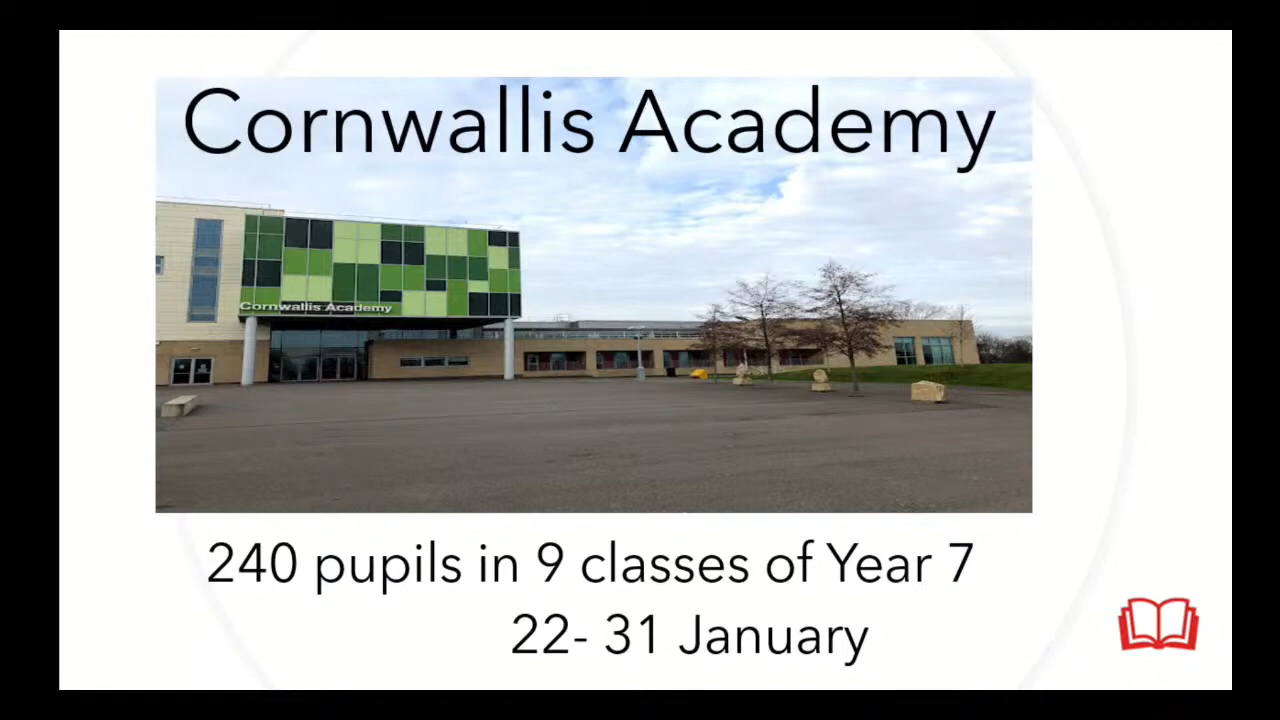 Cornwallis Academy
Cornwallis Academy
240 pupils in 9 classes of Year 7
22- 31 January